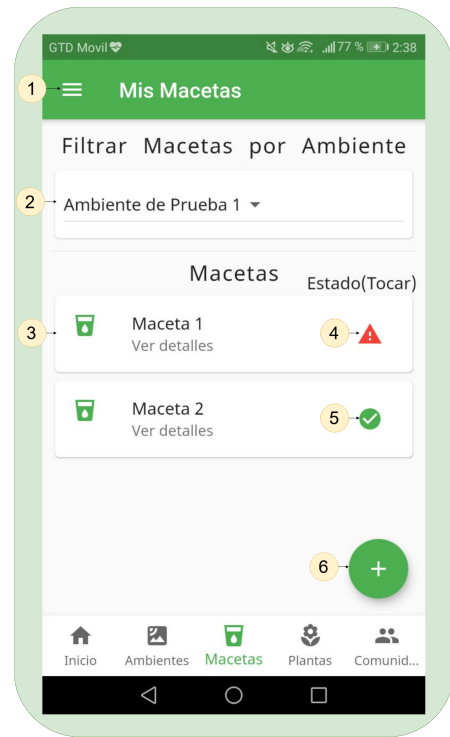 GTD Movil 77 % 2:38
1 Mis Macetas
Filtrar Macetas por Ambiente
2 Ambiente de Prueba 1
Macetas Estado(Tocar)
3 Maceta 1 4
Ver detalles
Maceta 2 5
Ver detalles
6 +
Inicio Ambientes Macetas Plantas Comunid...